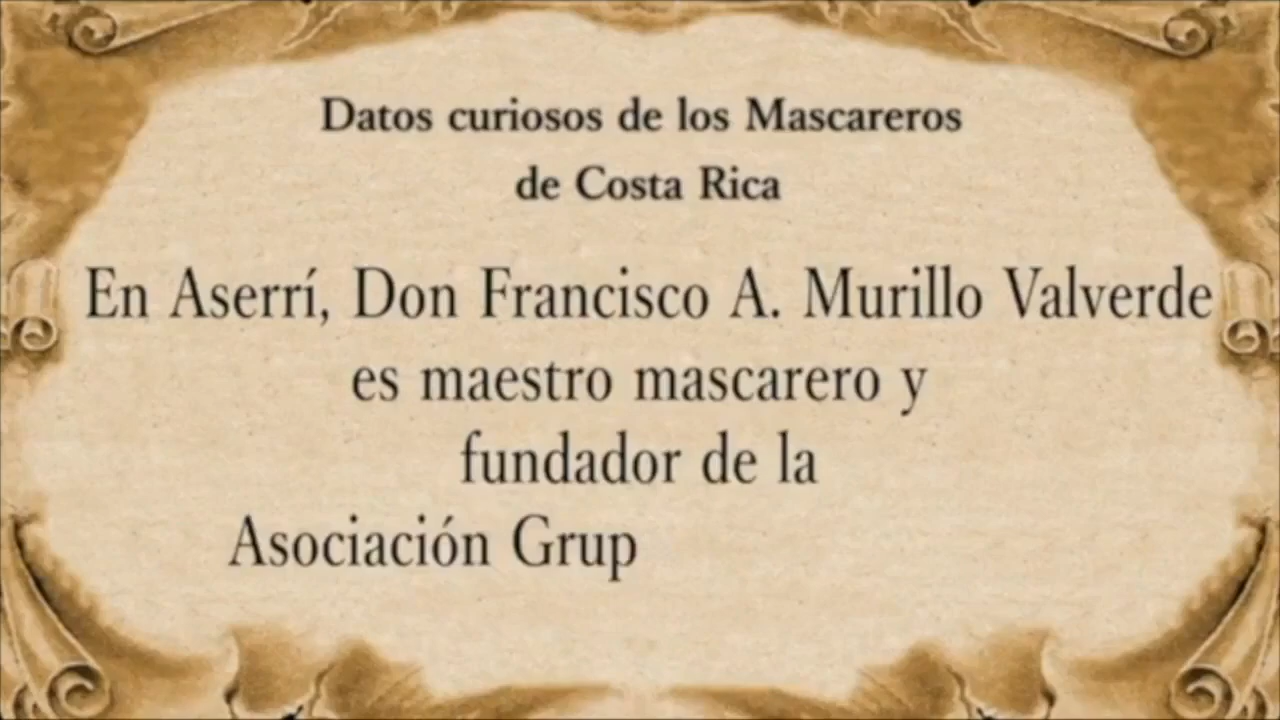 Datos curiosos de los Mascareros
de Costa Rica
En Aserrí, Don Francisco A. Murillo Valverde
es maestro mascarero y
fundador de la
Asociación Grup